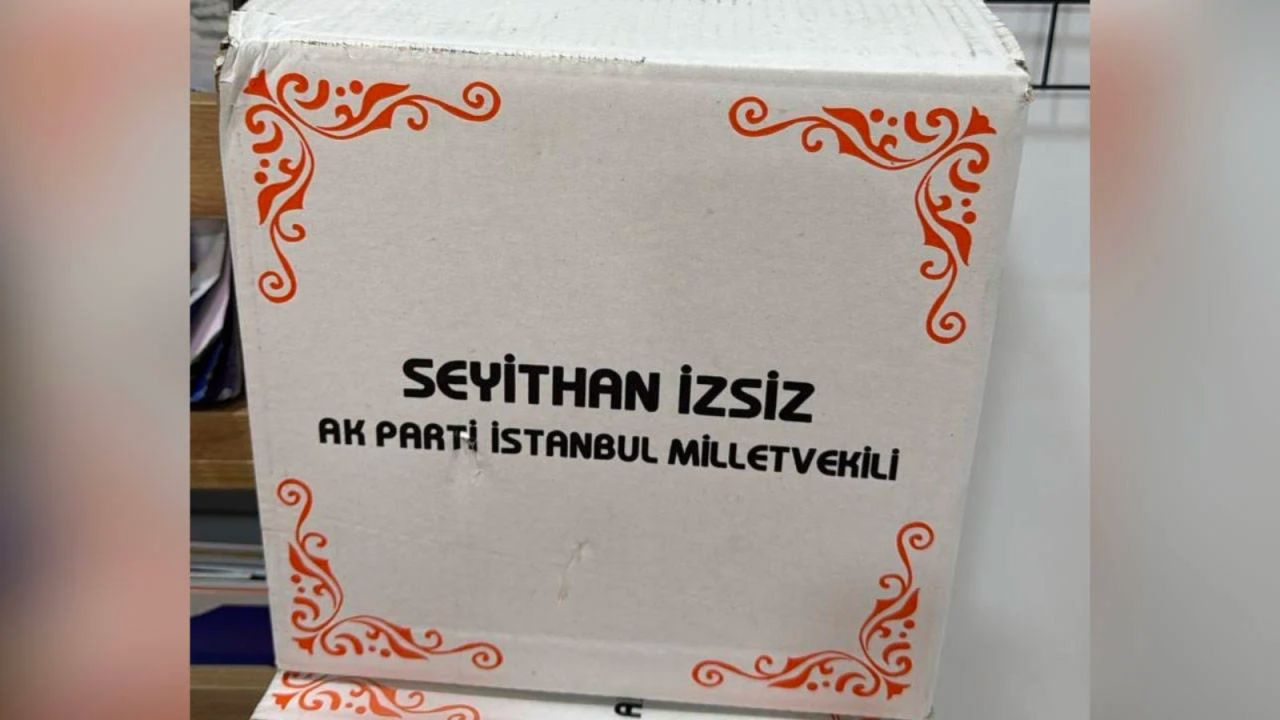 SEYİTHAN İZSİZ
AK PARTİ İSTANBUL MİLLETVEKİLİ
A